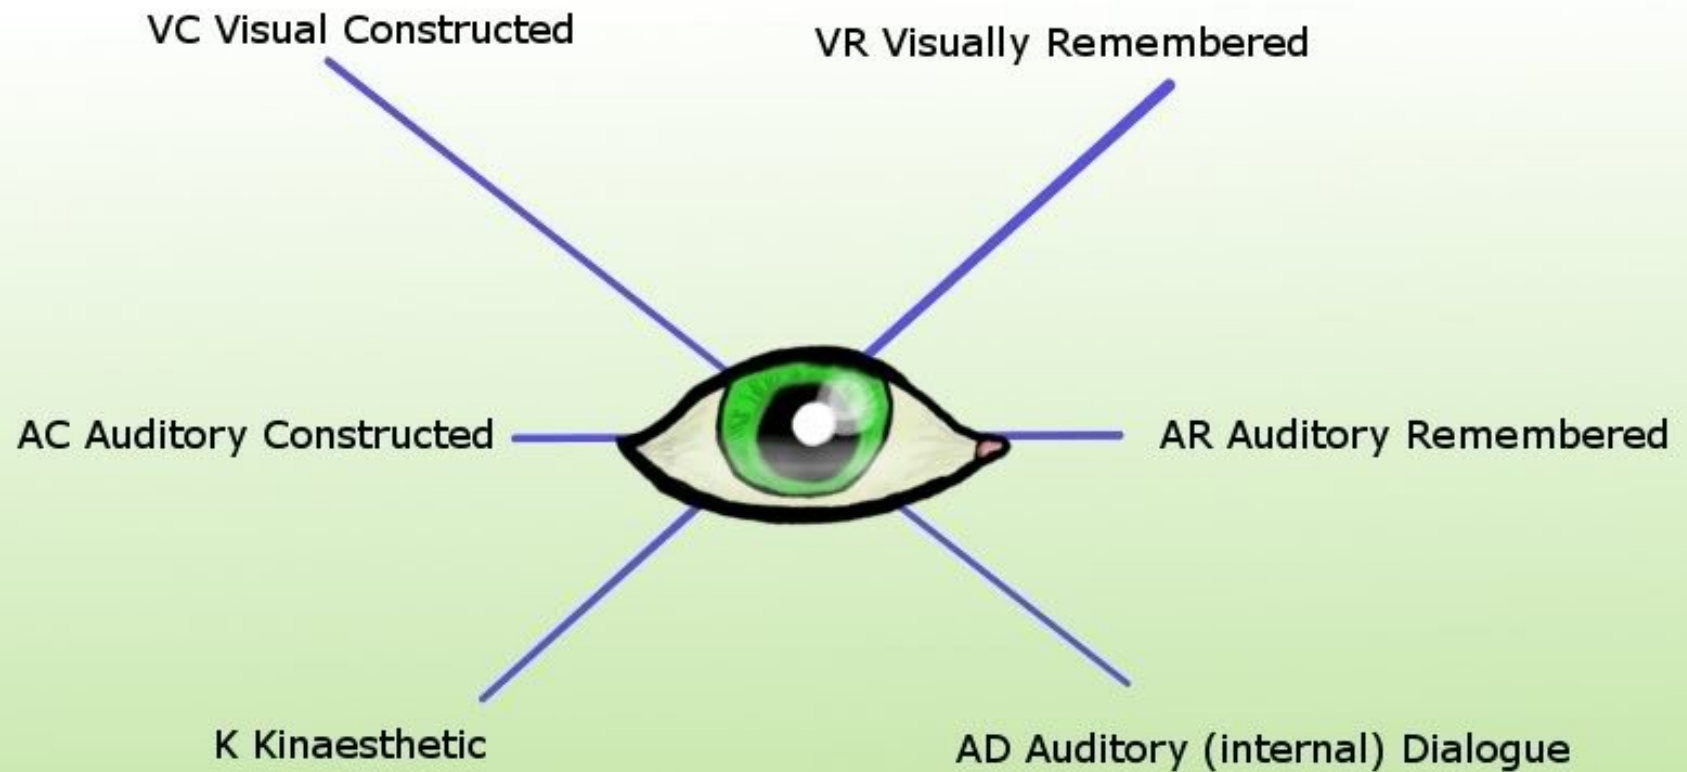 VC Visual Constructed
VR Visually Remembered
AC Auditory Constructed
AR Auditory Remembered
K Kinaesthetic
AD Auditory (internal) Dialogue